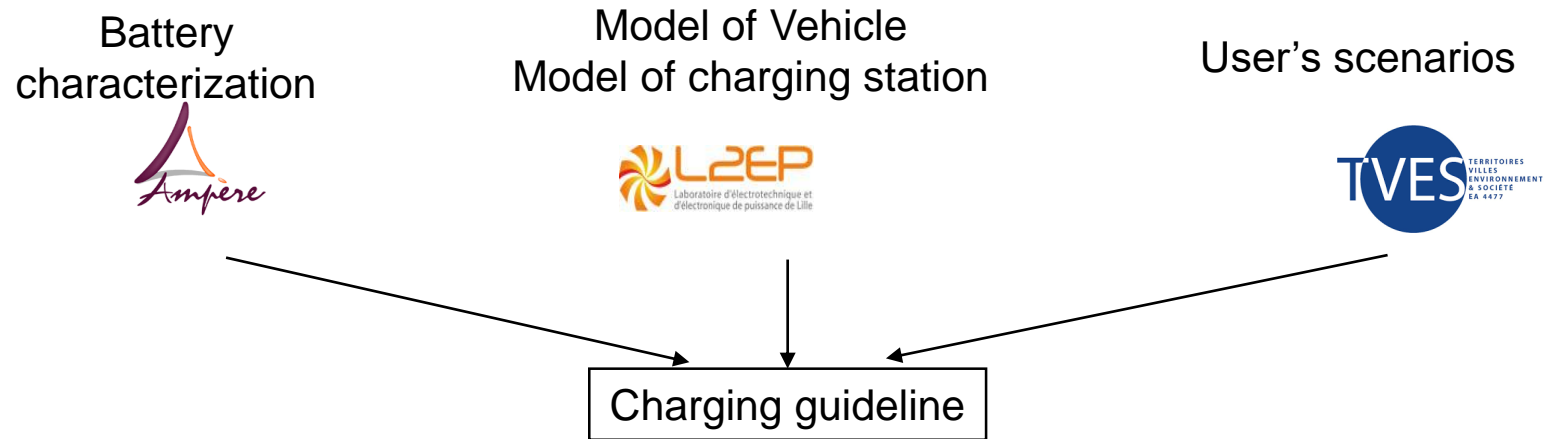 Battery
characterization
Ampère
Model of Vehicle
Model of charging station
L2EP
Laboratoire d'électrotechnique et
d'électronique de puissance de Lille
User's scenarios
TVES
TERRITOIRES
VILLES
ENVIRONNEMENT
& SOCIÉTÉ
EA 4477
Charging guideline